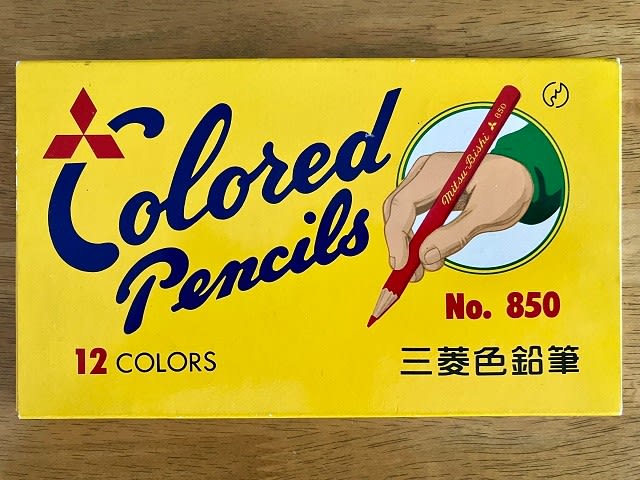 Colored
Pencils
Mitsu-Bishi 850
No. 850
12 COLORS
三菱色鉛筆